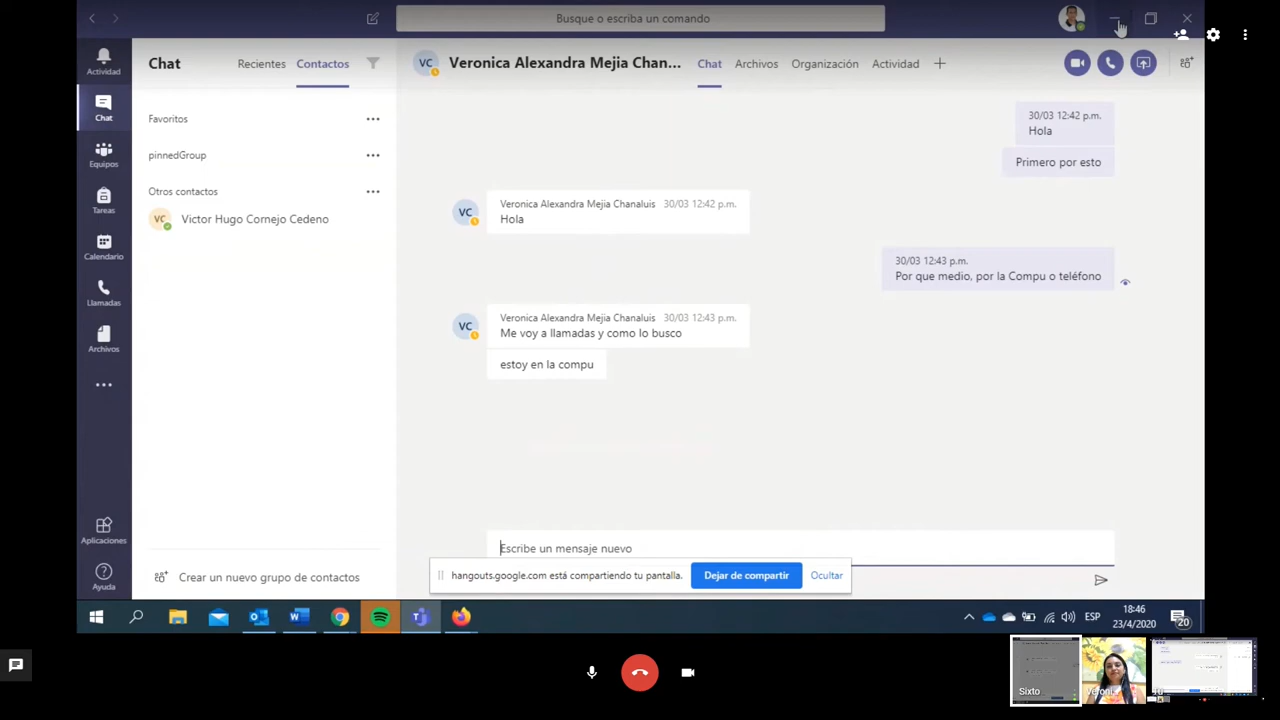 Busque o escriba un comando
Actividad
Chat
Equipos
Tareas
Calendario
Llamadas
Archivos
Aplicaciones
Ayuda
Chat
Recientes
Contactos
Favoritos
pinnedGroup
Otros contactos
VC
Victor Hugo Cornejo Cedeno
Crear un nuevo grupo de contactos
VC
Veronica Alexandra Mejia Chan...
Chat
Archivos
Organización
Actividad
30/03 12:42 p.m.
Hola
Primero por esto
VC
Veronica Alexandra Mejia Chanaluis 30/03 12:42 p.m.
Hola
30/03 12:43 p.m.
Por que medio, por la Compu o teléfono
VC
Veronica Alexandra Mejia Chanaluis 30/03 12:43 p.m.
Me voy a llamadas y como lo busco
estoy en la compu
Escribe un mensaje nuevo
hangouts.google.com está compartiendo tu pantalla.
Dejar de compartir
Ocultar
ESP
18:46
23/4/2020
20
Sixto